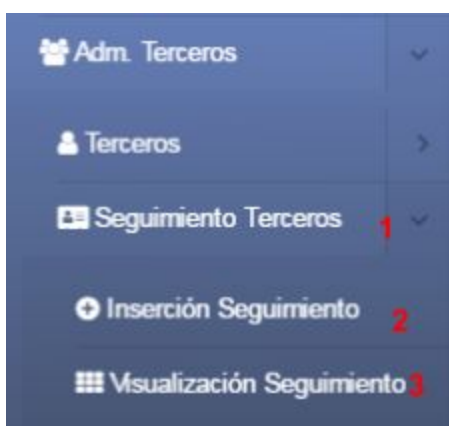 Adm. Terceros
Terceros
Seguimiento Terceros 1
Inserción Seguimiento 2
Visualización Seguimiento 3